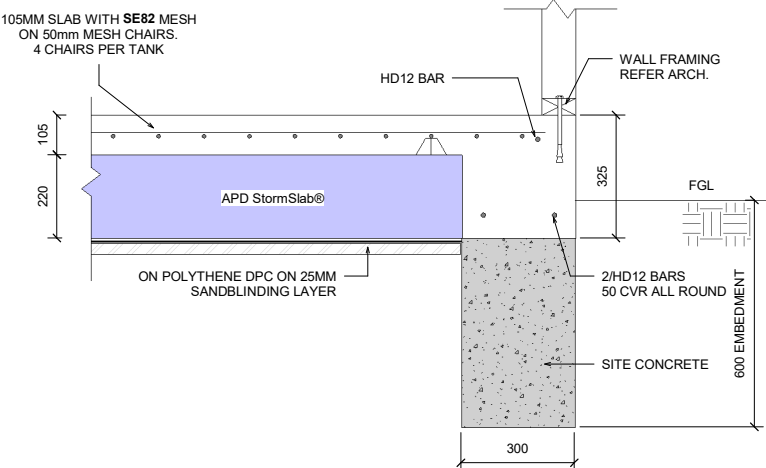 105MM SLAB WITH SE82 MESH
ON 50mm MESH CHAIRS.
4 CHAIRS PER TANK
HD12 BAR
WALL FRAMING
REFER ARCH.
105
220
325
APD StormSlab®
FGL
ON POLYTHENE DPC ON 25MM
SANDBLINDING LAYER
2/HD12 BARS
50 CVR ALL ROUND
600 EMBEDMENT
SITE CONCRETE
300